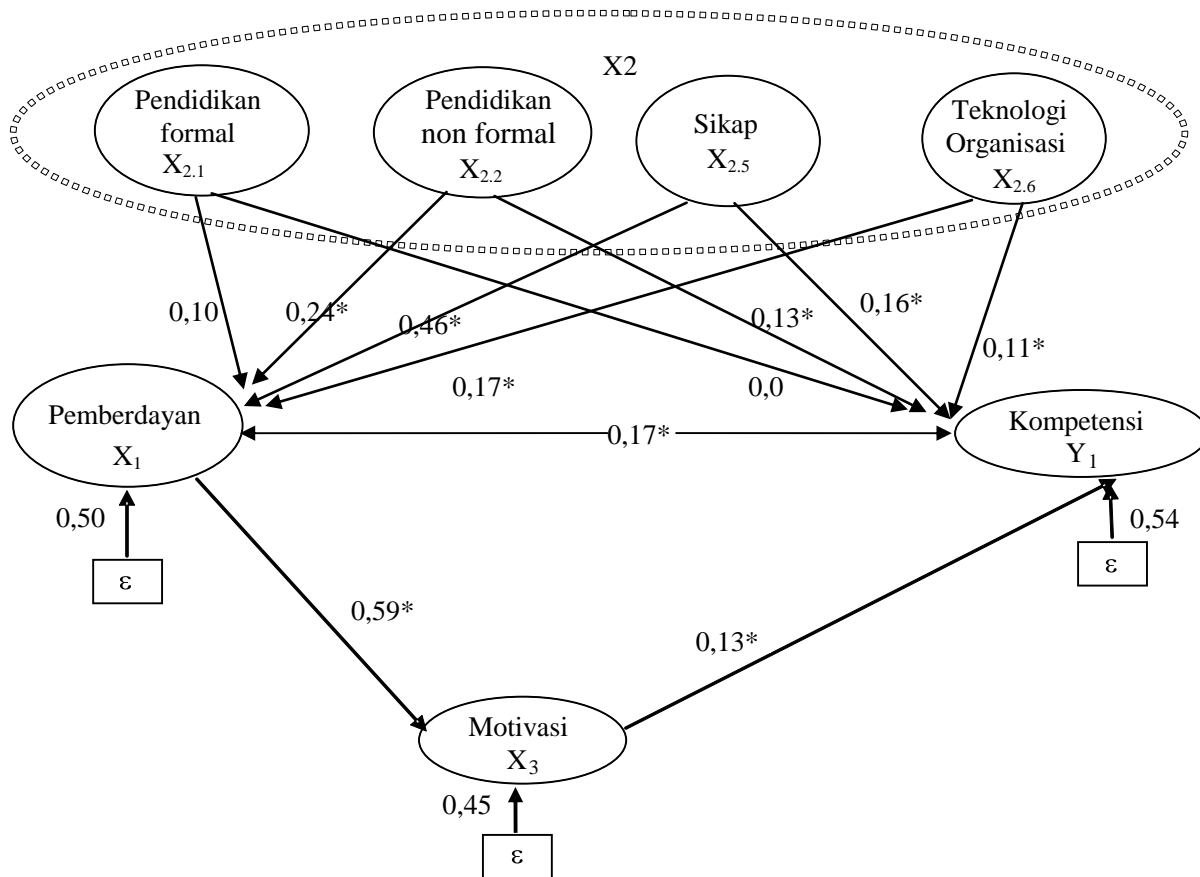 X2
Pendidikan
formal
X2.1
Pendidikan
non formal
X2.2
Sikap
X2.5
Teknologi
Organisasi
X2.6
0,10
0,24*
0,46*
0,17*
0,0
0,13*
0,16*
0,11*
Pemberdayan
X1
0,17*
Kompetensi
Y1
0,50
ε
0,54
ε
0,59*
0,13*
Motivasi
X3
0,45
ε